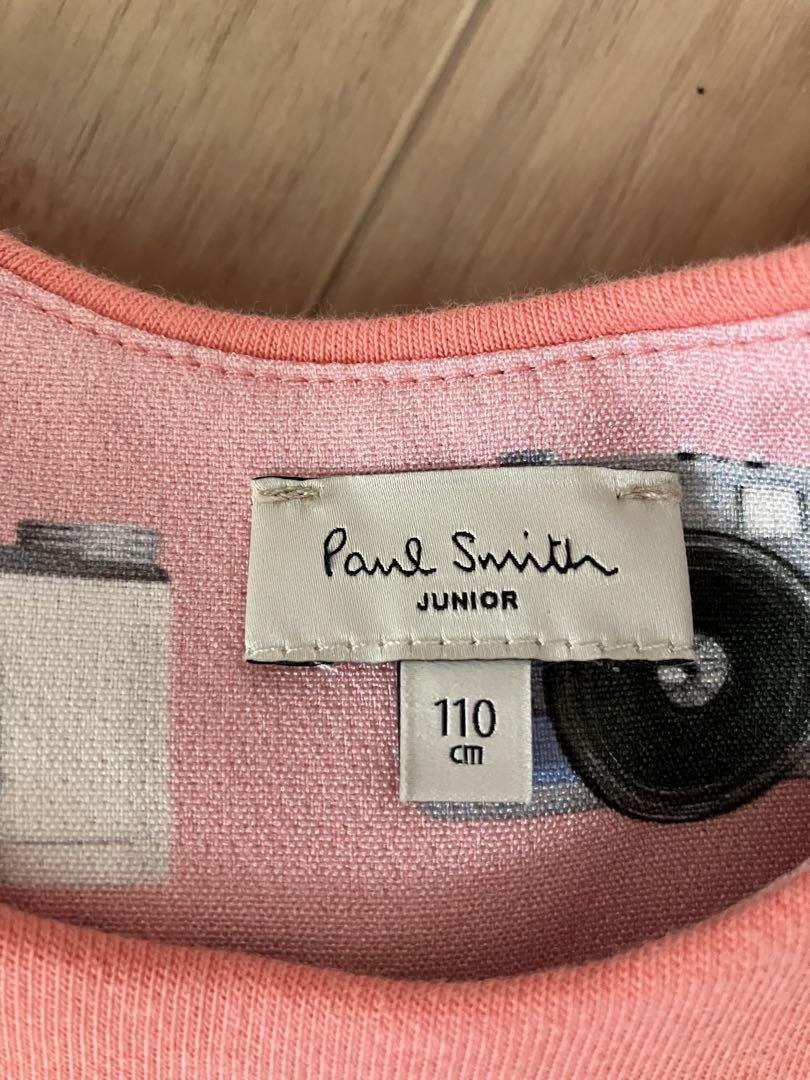 Paul Smith
JUNIOR
110
cm